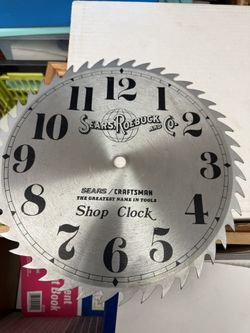 12
11
1
10
2
SEARS, ROEBUCK
AND CO.
9
3
SEARS / CRAFTSMAN
THE GREATEST NAME IN TOOLS
8
4
Shop Clock
7
5
6
Book